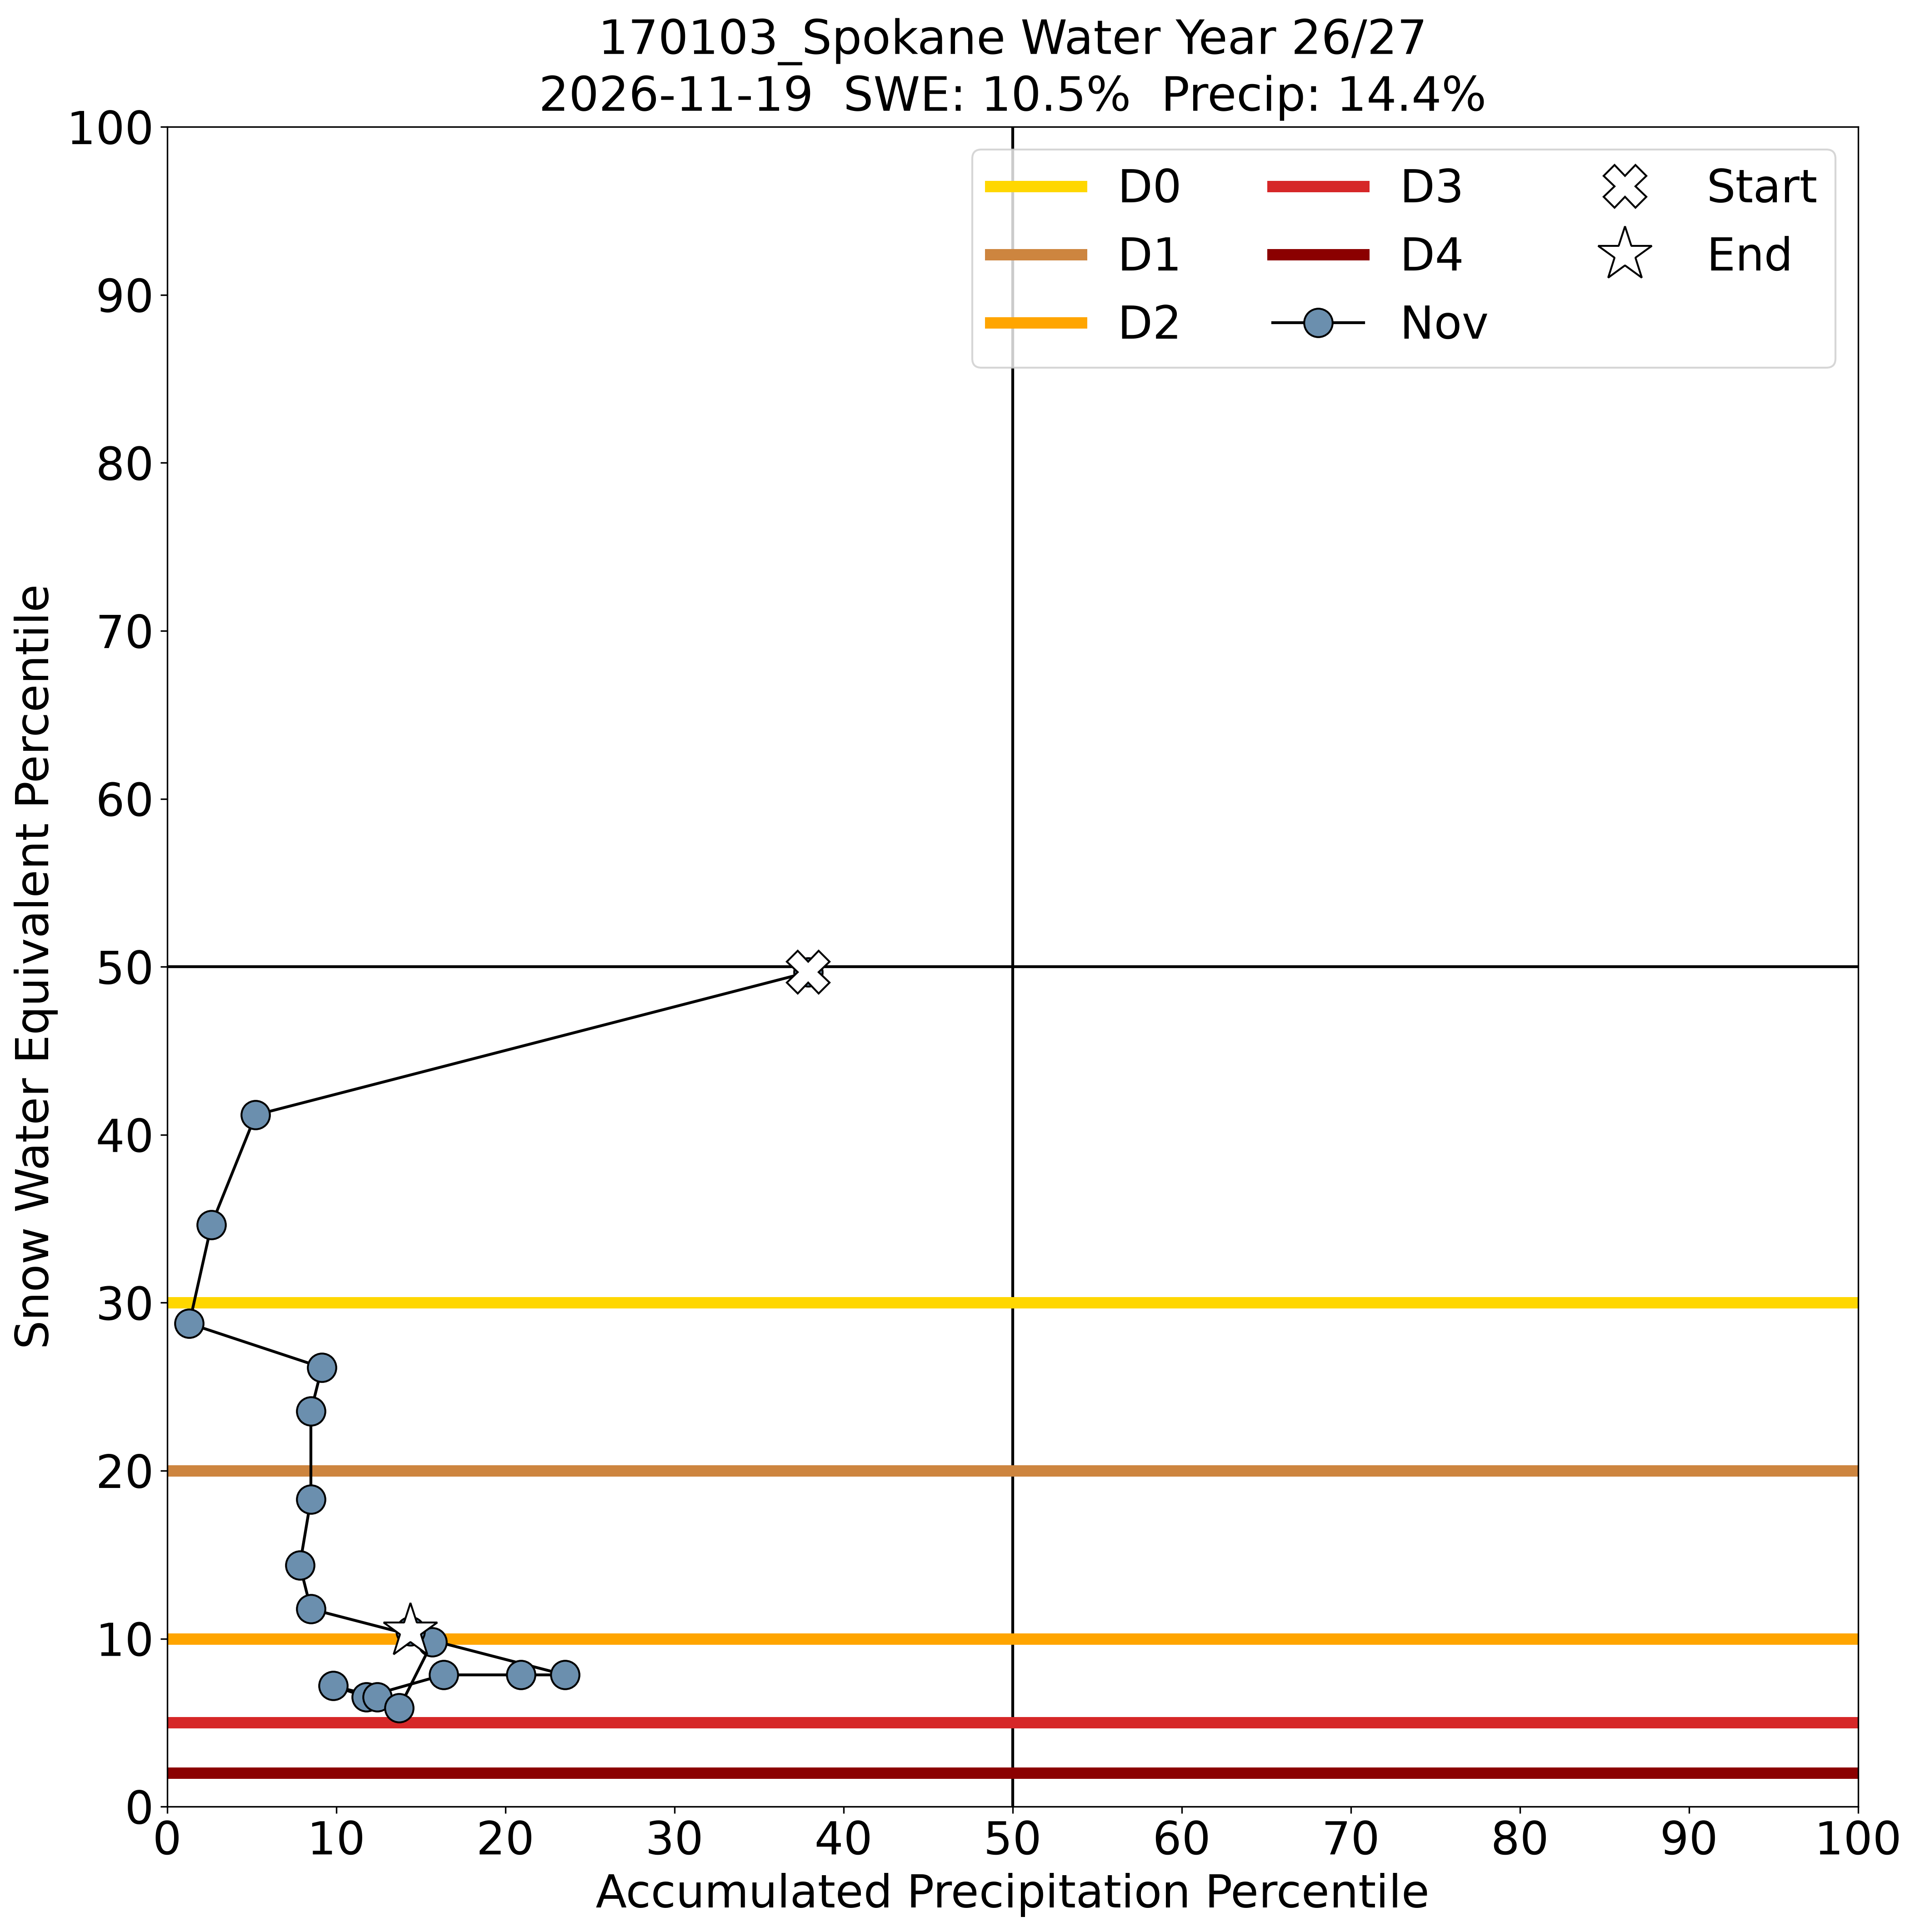 170103_Spokane Water Year 26/27
2026-11-19  SWE: 10.5%  Precip: 14.4%
D0
D1
D2
D3
D4
Nov
Start
End
Snow Water Equivalent Percentile
100
90
80
70
60
50
40
30
20
10
0
0 10 20 30 40 50 60 70 80 90 100
Accumulated Precipitation Percentile